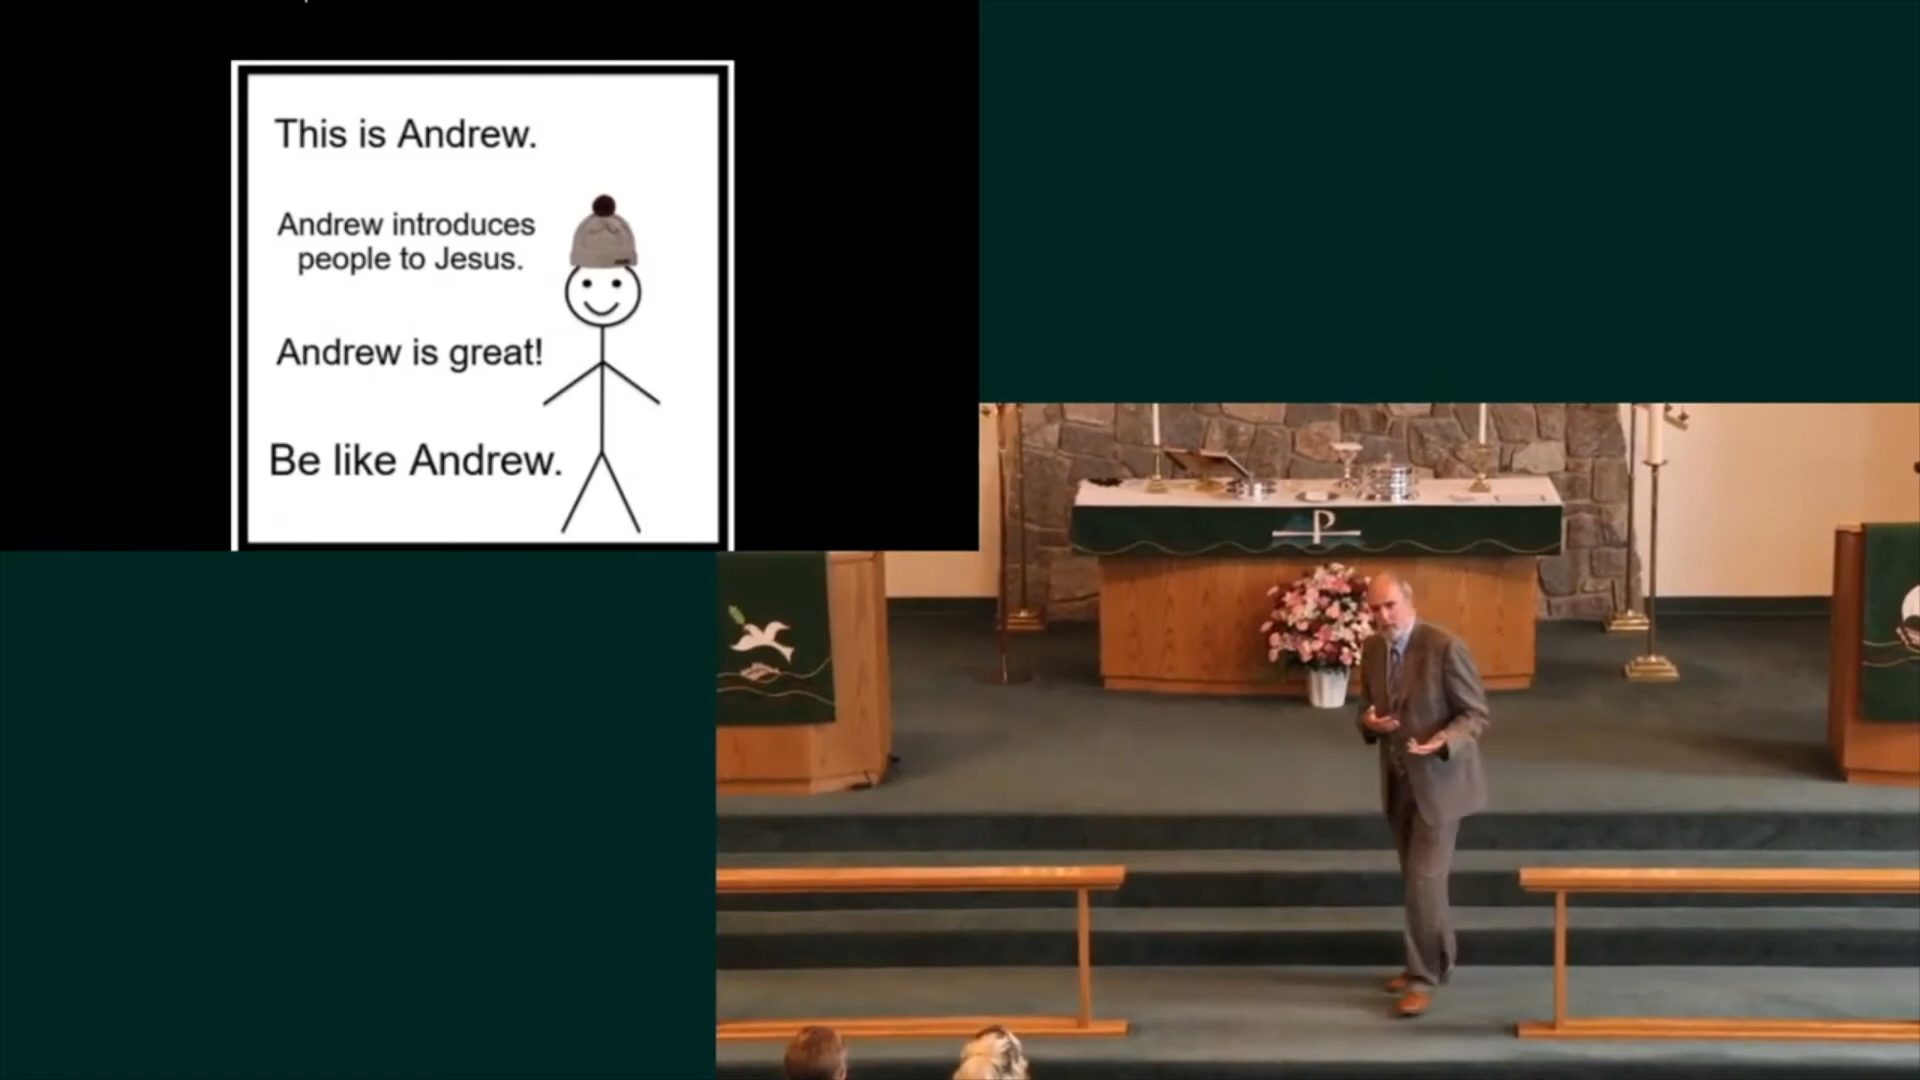 This is Andrew.
Andrew introduces
people to Jesus.
Andrew is great!
Be like Andrew.